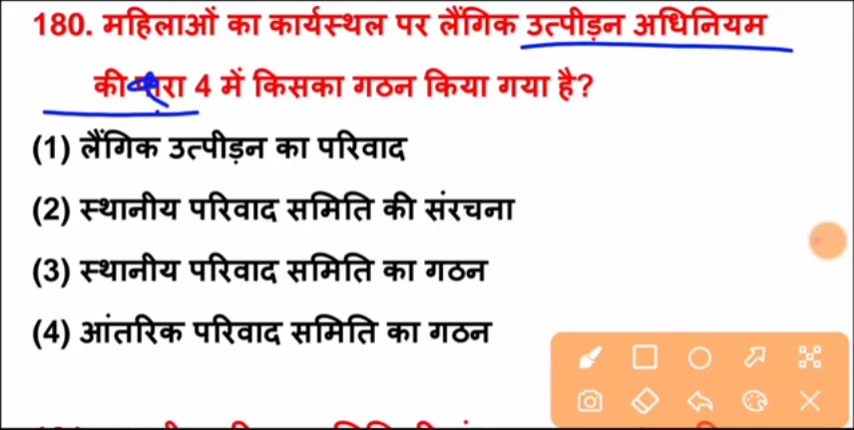 180. महिलाओं का कार्यस्थल पर लैंगिक उत्पीड़न अधिनियम
की धारा 4 में किसका गठन किया गया है?
(1) लैंगिक उत्पीड़न का परिवाद
(2) स्थानीय परिवाद समिति की संरचना
(3) स्थानीय परिवाद समिति का गठन
(4) आंतरिक परिवाद समिति का गठन